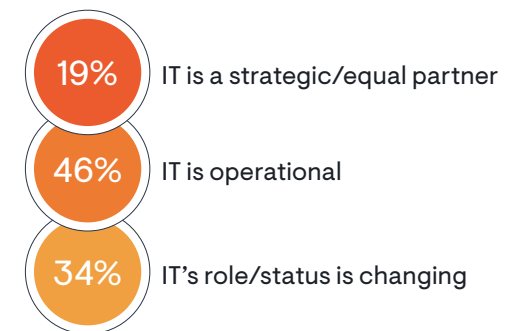 19% IT is a strategic/equal partner
46% IT is operational
34% IT’s role/status is changing